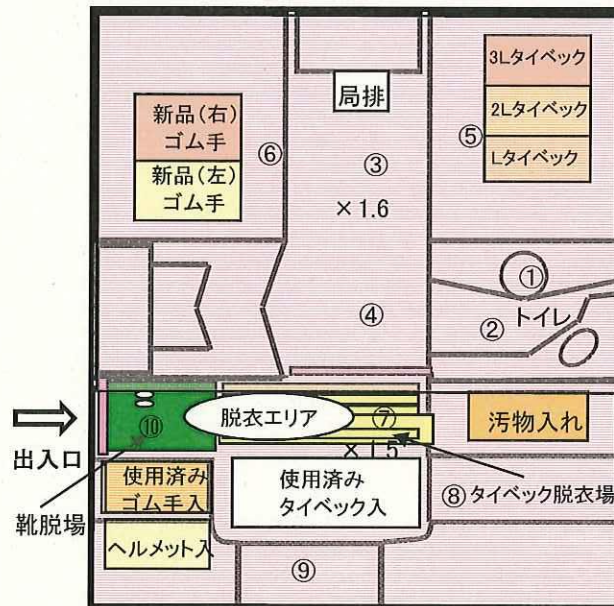 3Lタイベック
2Lタイベック
Lタイベック
⑤
局排
新品(右)
ゴム手
新品(左)
ゴム手
⑥
③
×1.6
①
②
トイレ
④
出入口
⑩
脱衣エリア
⑦
×1.5
汚物入れ
靴脱場
使用済み
ゴム手入
使用済み
タイベック入
⑧タイベック脱衣場
ヘルメット入
⑨